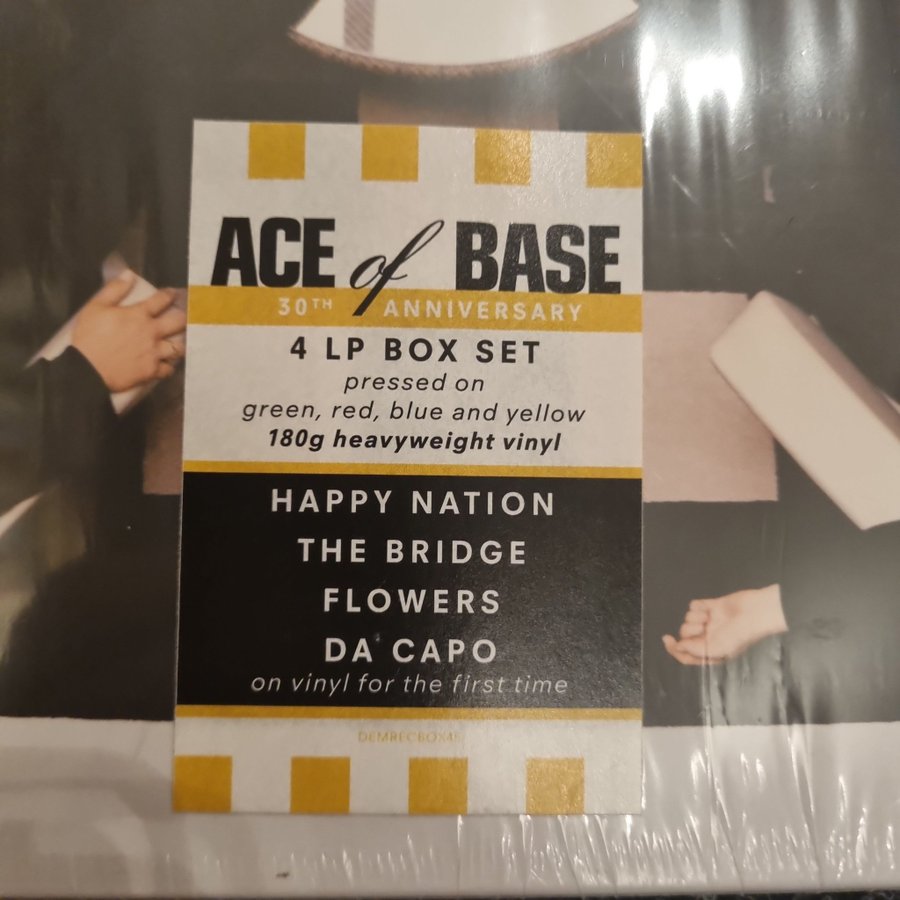 ACE of BASE
30TH ANNIVERSARY
4 LP BOX SET
pressed on
green, red, blue and yellow
180g heavyweight vinyl
HAPPY NATION
THE BRIDGE
FLOWERS
DA CAPO
on vinyl for the first time
DEMRECBOX45